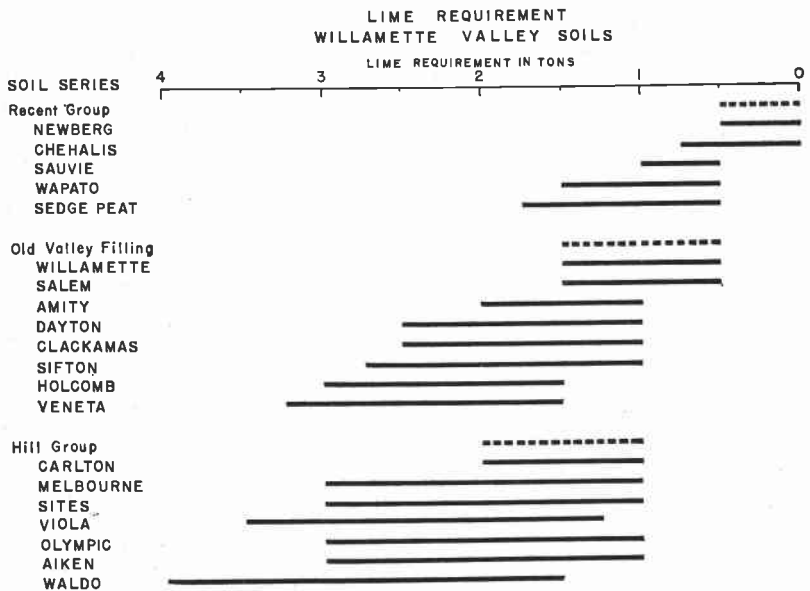 LIME REQUIREMENT
WILLAMETTE VALLEY SOILS
LIME REQUIREMENT IN TONS
SOIL SERIES
4 3 2 1 0
Recent Group
NEWBERG
CHEHALIS
SAUVIE
WAPATO
SEDGE PEAT
Old Valley Filling
WILLAMETTE
SALEM
AMITY
DAYTON
CLACKAMAS
SIFTON
HOLCOMB
VENETA
Hill Group
CARLTON
MELBOURNE
SITES
VIOLA
OLYMPIC
AIKEN
WALDO